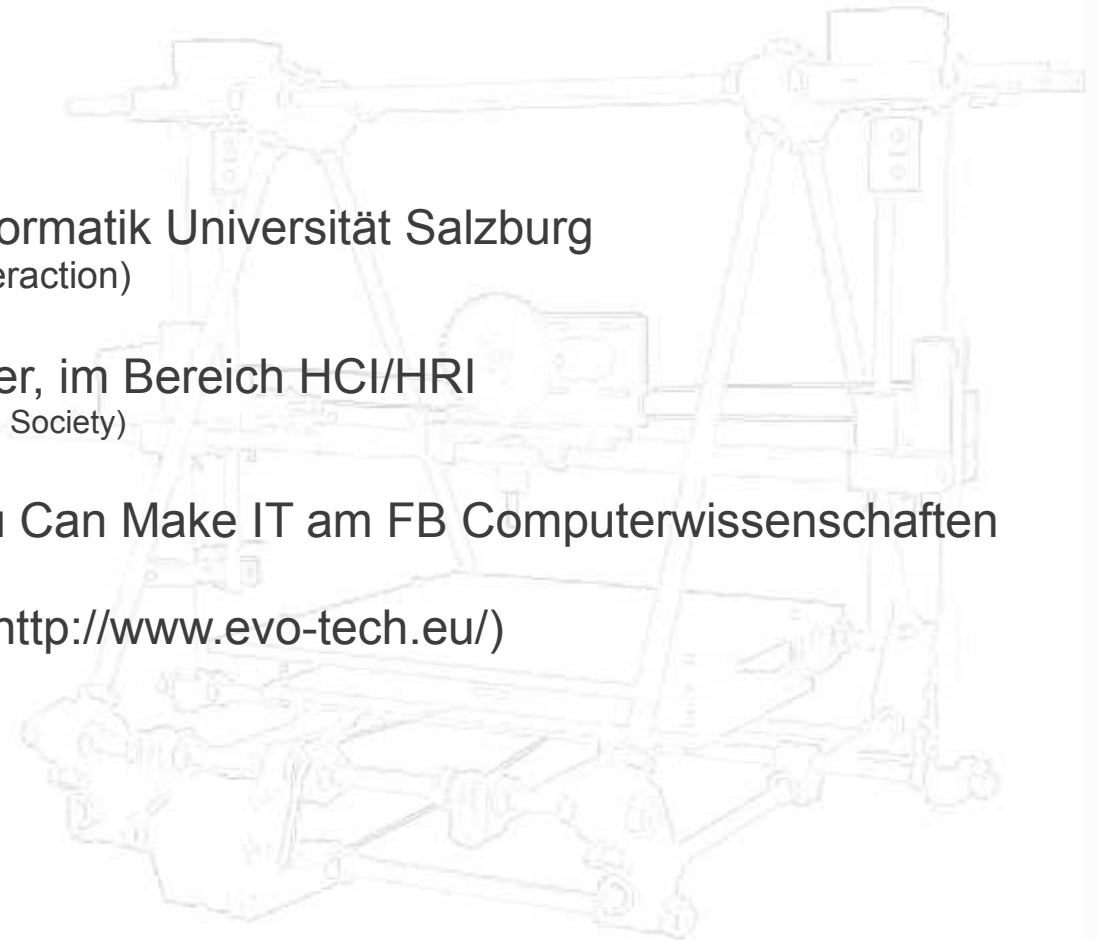 ormatik Universität Salzburg
eraction)
er, im Bereich HCI/HRI
Society)
Can Make IT am FB Computerwissenschaften
http://www.evo-tech.eu/)